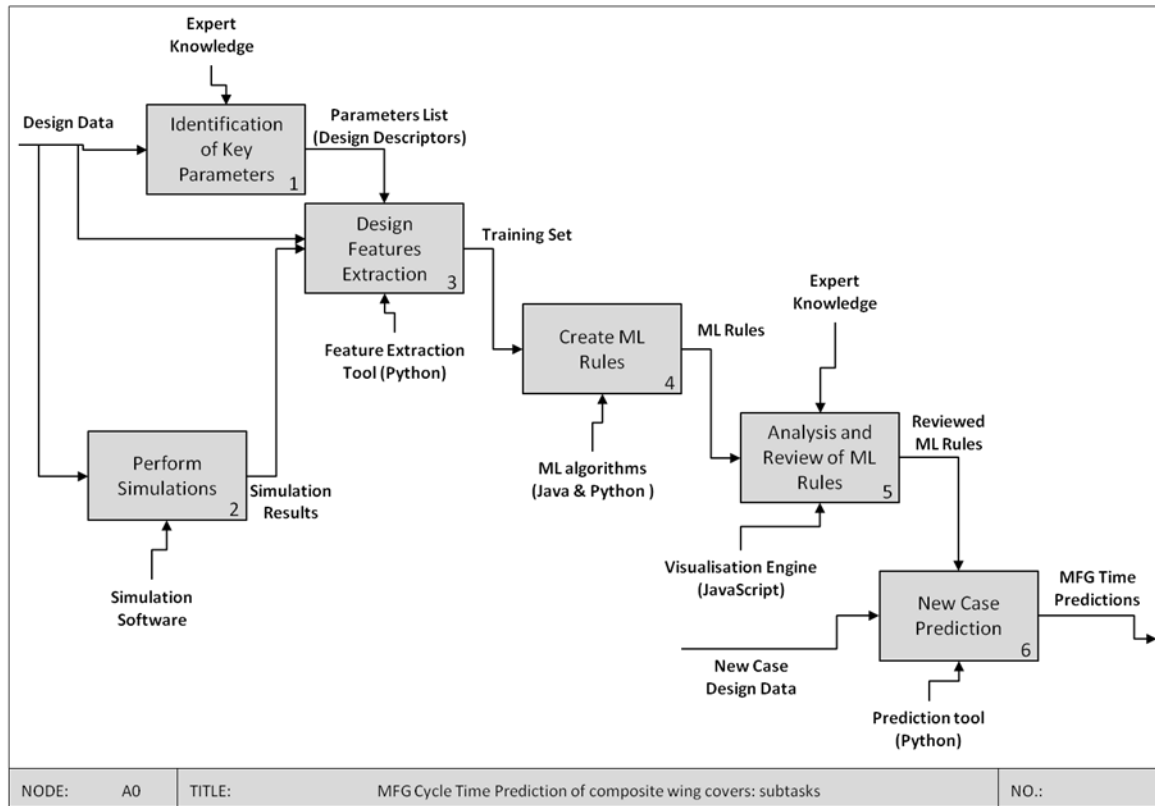 Expert
Knowledge
Design Data
Identification
of Key
Parameters
1
Parameters List
(Design Descriptors)
Design
Features
Extraction
3
Training Set
Feature Extraction
Tool (Python)
Expert
Knowledge
Create ML
Rules
4
ML Rules
Perform
Simulations
2
Simulation
Results
ML algorithms
(Java & Python )
Analysis and
Review of ML
Rules
5
Reviewed
ML Rules
Simulation
Software
Visualisation Engine
(JavaScript)
New Case
Prediction
6
MFG Time
Predictions
New Case
Design Data
Prediction tool
(Python)
NODE: A0 TITLE: MFG Cycle Time Prediction of composite wing covers: subtasks NO.: